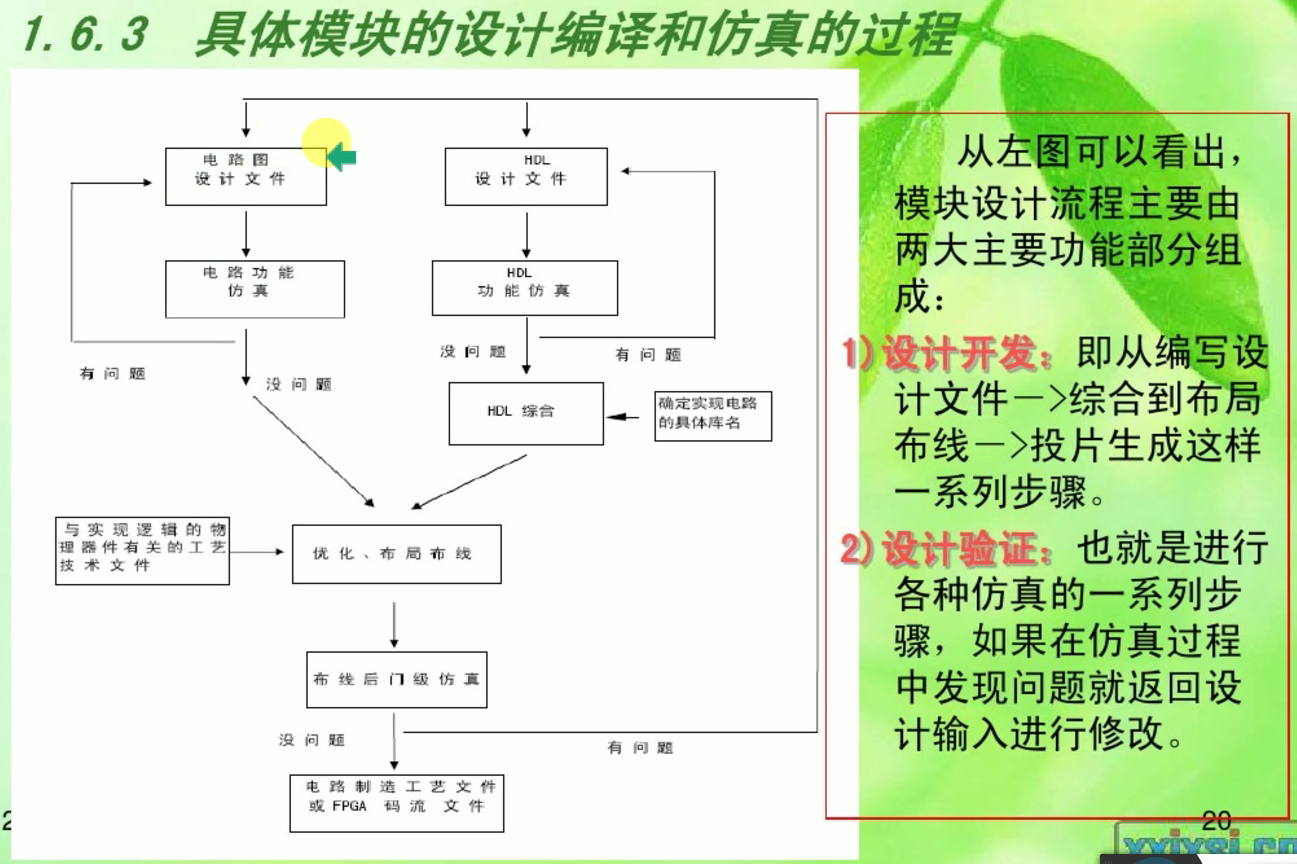 1.6.3 具体模块的设计编译和仿真的过程
电路图
设计文件
HDL
设计文件
电路功能
仿真
HDL
功能仿真
有问题
没问题
没问题
有问题
HDL 综合
确定实现电路
的具体库名
与实现逻辑的物
理器件有关的工艺
技术文件
优化、布局布线
布线后门级仿真
没问题
有问题
电路制造工艺文件
或FPGA 码流 文件
从左图可以看出，
模块设计流程主要由
两大主要功能部分组
成：
1)设计开发：即从编写设
计文件－>综合到布局
布线－>投片生成这样
一系列步骤。
2)设计验证：也就是进行
各种仿真的一系列步
骤，如果在仿真过程
中发现问题就返回设
计输入进行修改。
2
20